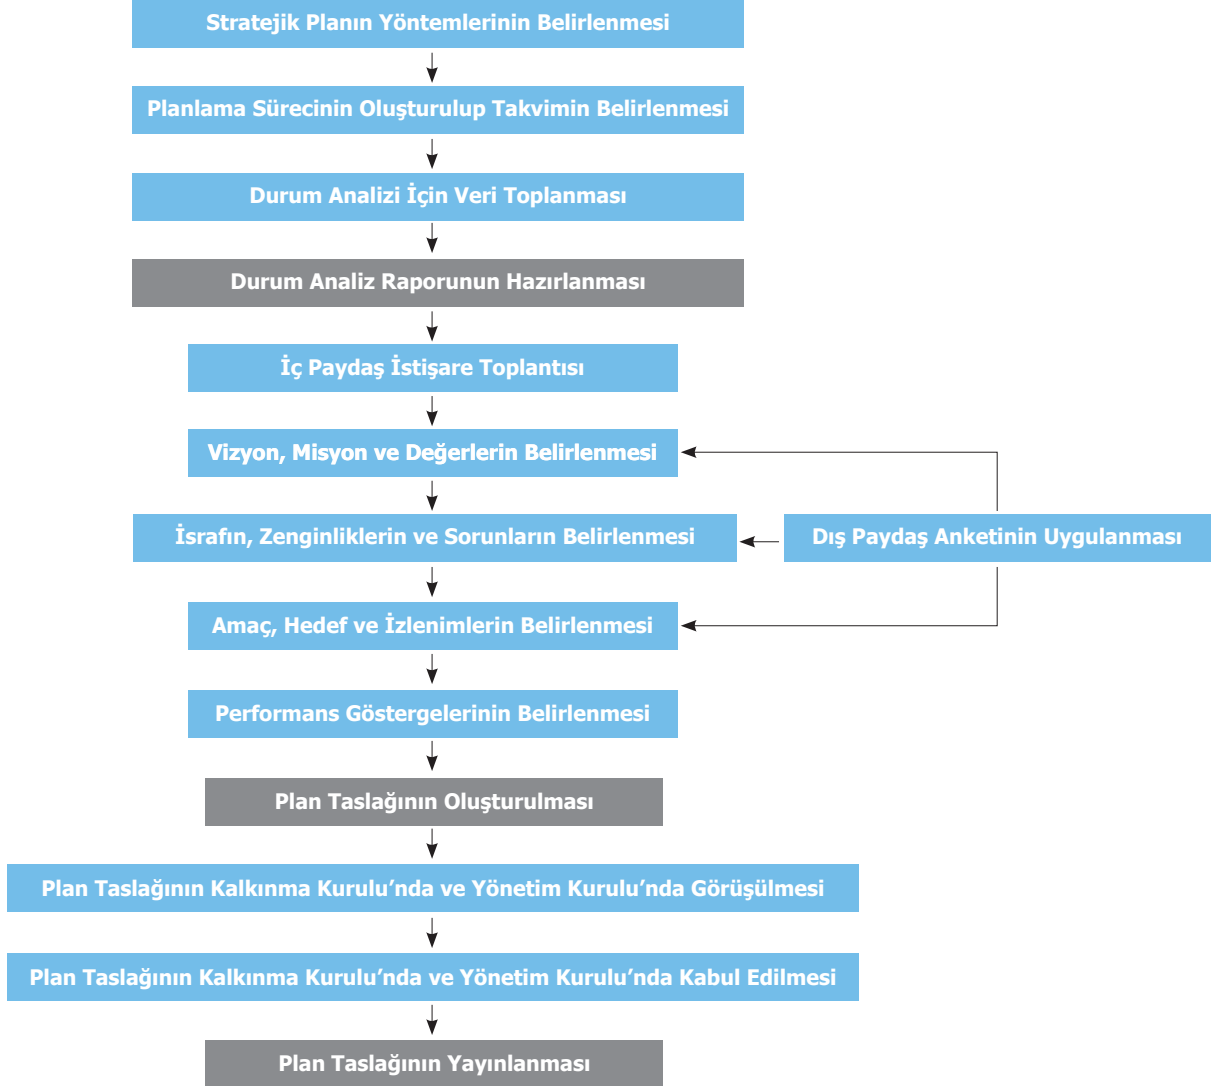 Stratejik Planın Yöntemlerinin Belirlenmesi
Planlama Sürecinin Oluşturulup Takvimin Belirlenmesi
Durum Analizi İçin Veri Toplanması
Durum Analiz Raporunun Hazırlanması
İç Paydaş İstişare Toplantısı
Vizyon, Misyon ve Değerlerin Belirlenmesi
İsrafın, Zenginliklerin ve Sorunların Belirlenmesi
Dış Paydaş Anketinin Uygulanması
Amaç, Hedef ve İzlenimlerin Belirlenmesi
Performans Göstergelerinin Belirlenmesi
Plan Taslağının Oluşturulması
Plan Taslağının Kalkınma Kurulu’nda ve Yönetim Kurulu’nda Görüşülmesi
Plan Taslağının Kalkınma Kurulu’nda ve Yönetim Kurulu’nda Kabul Edilmesi
Plan Taslağının Yayınlanması